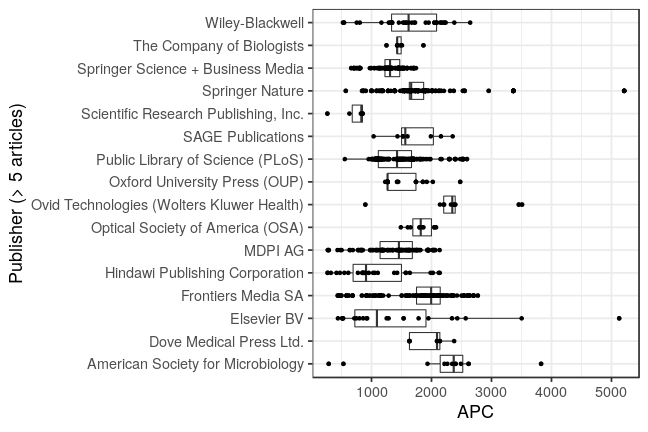 Publisher (> 5 articles)
Wiley-Blackwell
The Company of Biologists
Springer Science + Business Media
Springer Nature
Scientific Research Publishing, Inc.
SAGE Publications
Public Library of Science (PLoS)
Oxford University Press (OUP)
Ovid Technologies (Wolters Kluwer Health)
Optical Society of America (OSA)
MDPI AG
Hindawi Publishing Corporation
Frontiers Media SA
Elsevier BV
Dove Medical Press Ltd.
American Society for Microbiology
1000 2000 3000 4000 5000
APC